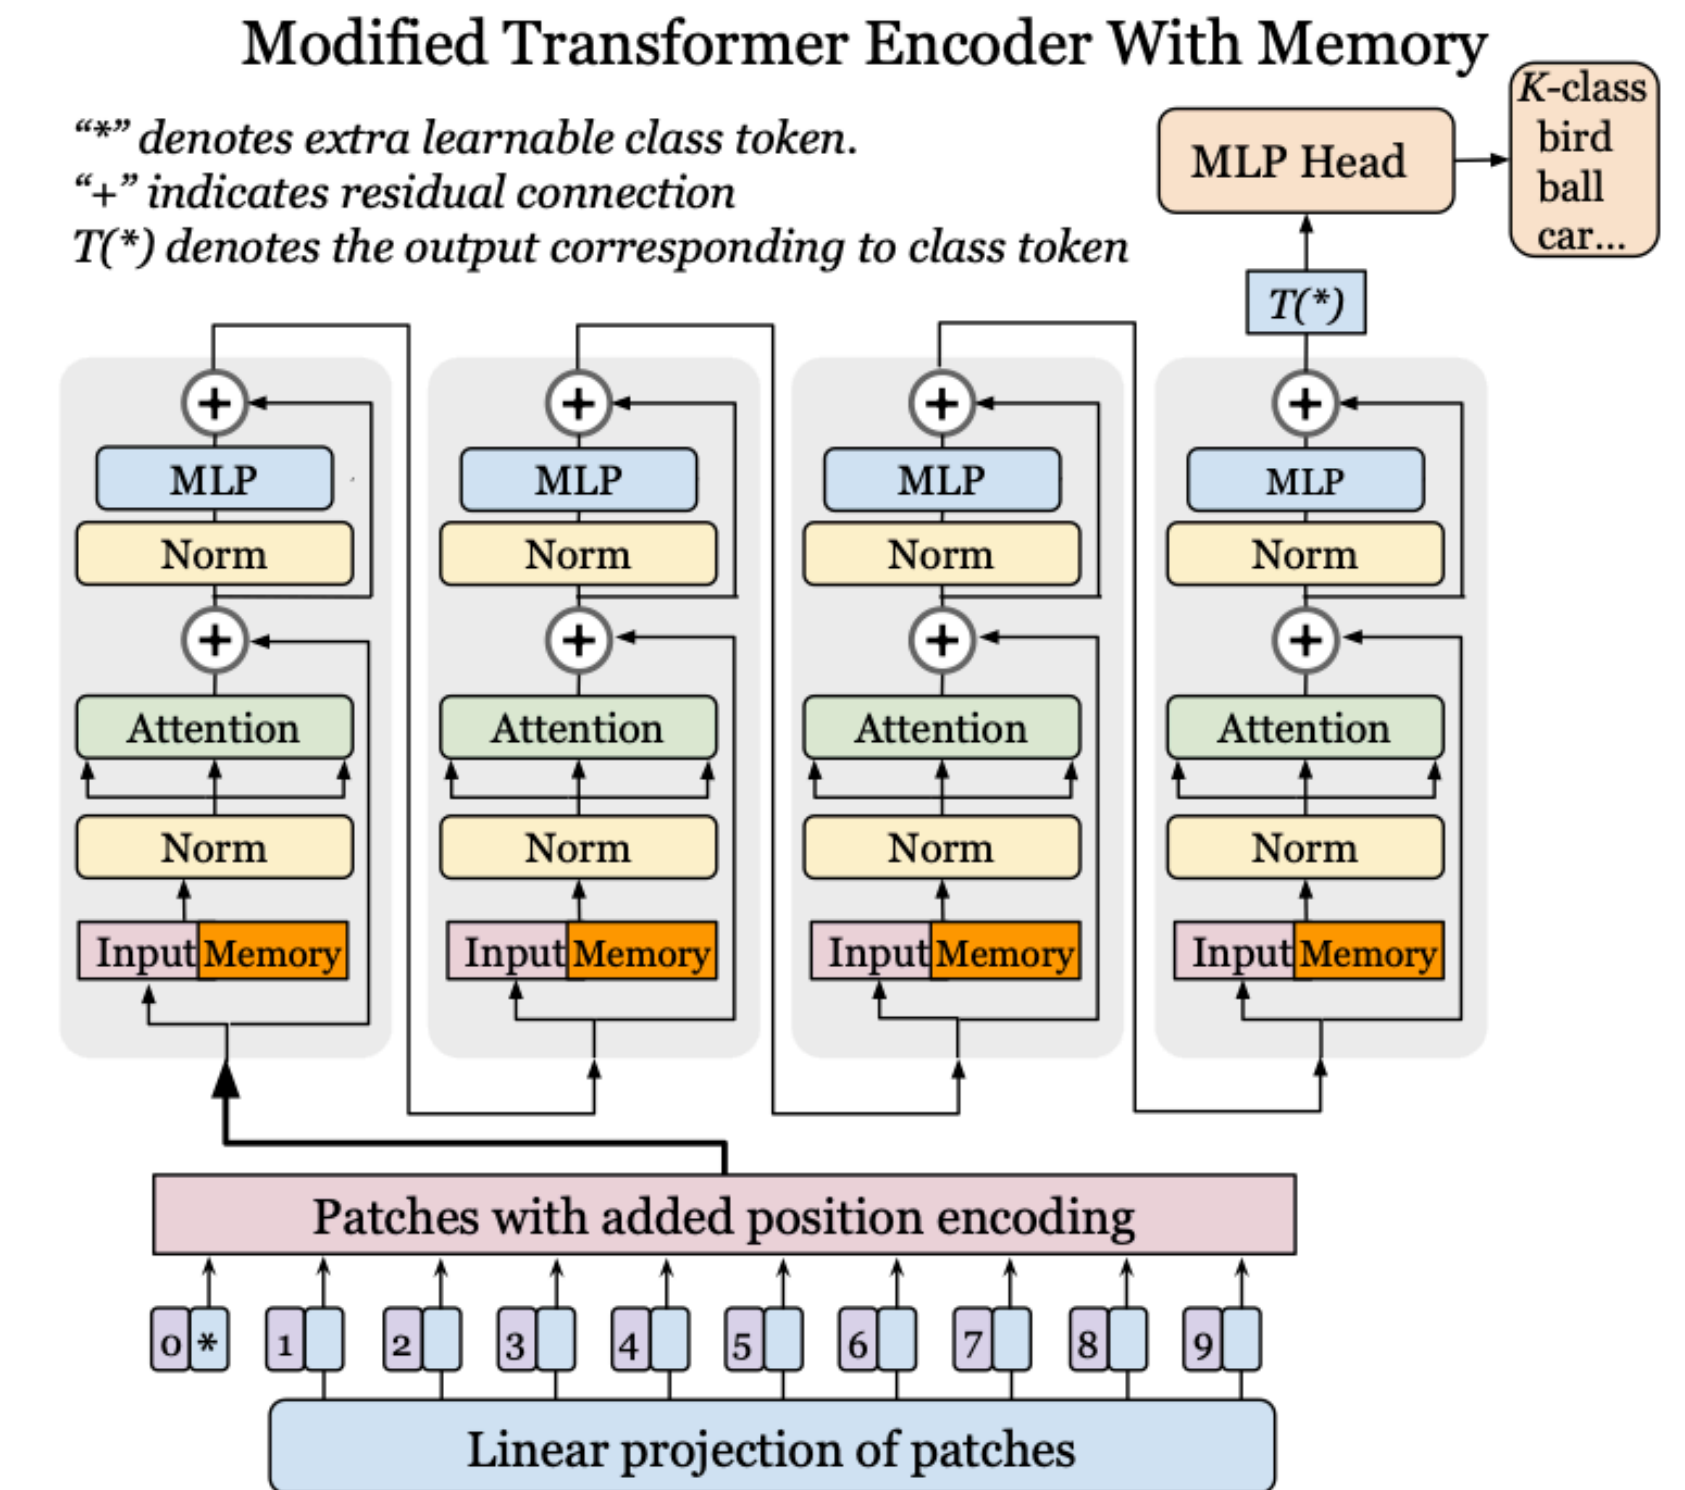 Modified Transformer Encoder With Memory
“*” denotes extra learnable class token.
“+” indicates residual connection
T(*) denotes the output corresponding to class token
MLP Head
K-class
bird
ball
car...
T(*)
+ + + +
MLP MLP MLP MLP
Norm Norm Norm Norm
+ + + +
Attention Attention Attention Attention
Norm Norm Norm Norm
Input Memory Input Memory Input Memory Input Memory
Patches with added position encoding
0 * 1 2 3 4 5 6 7 8 9
Linear projection of patches